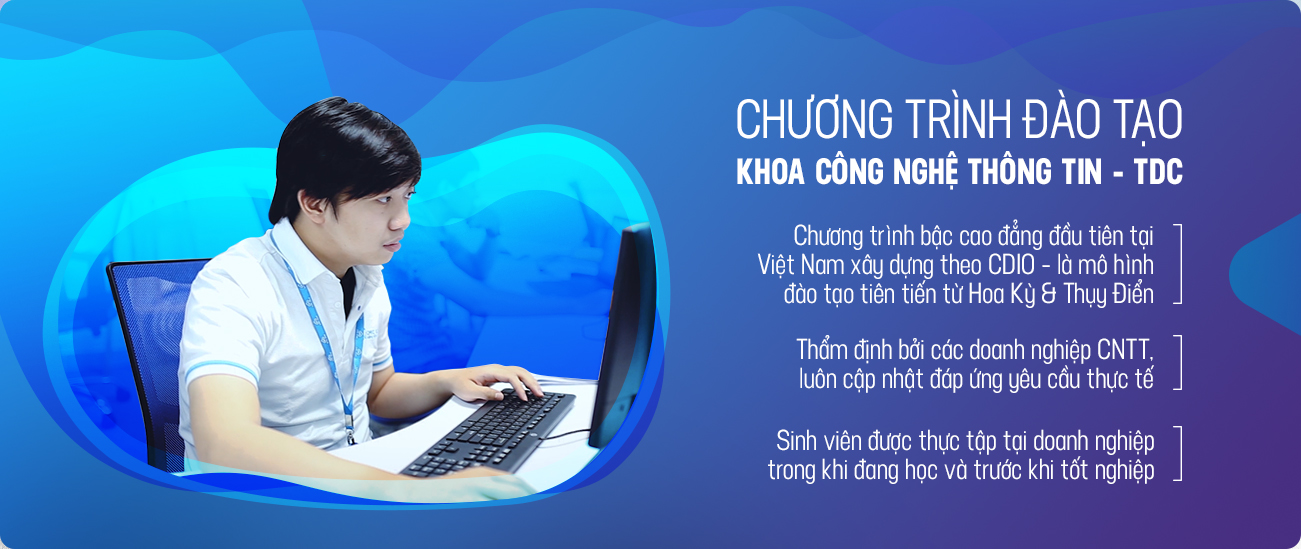 CHƯƠNG TRÌNH ĐÀO TẠO
KHOA CÔNG NGHỆ THÔNG TIN - TDC
Chương trình bậc cao đẳng đầu tiên tại
Việt Nam xây dựng theo CDIO - là mô hình
đào tạo tiên tiến từ Hoa Kỳ & Thụy Điển
Thẩm định bởi các doanh nghiệp CNTT,
luôn cập nhật đáp ứng yêu cầu thực tế
Sinh viên được thực tập tại doanh nghiệp
trong khi đang học và trước khi tốt nghiệp